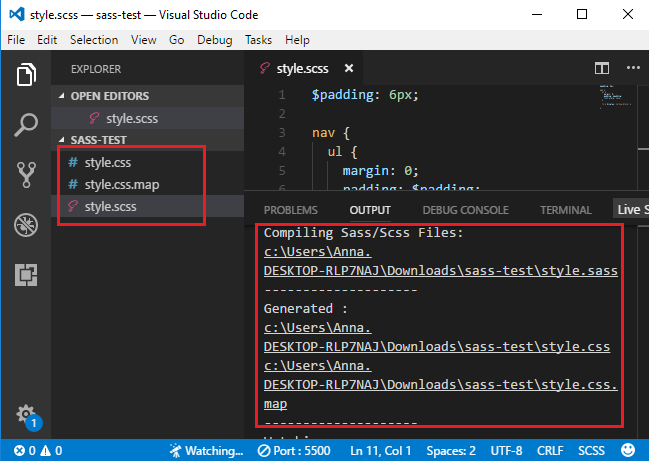 style.scss — sass-test — Visual Studio Code
File Edit Selection View Go Debug Tasks Help
EXPLORER
OPEN EDITORS
style.scss
SASS-TEST
# style.css
# style.css.map
style.scss
1
style.scss
1 $padding: 6px;
2
3 nav {
4 ul {
5 margin: 0;
6 padding: $padding;
PROBLEMS OUTPUT DEBUG CONSOLE TERMINAL Live S
Compiling Sass/Scss Files:
c:\Users\Anna.
DESKTOP-RLP7NAJ\Downloads\sass-test\style.sass
--------------------
Generated :
c:\Users\Anna.
DESKTOP-RLP7NAJ\Downloads\sass-test\style.css
c:\Users\Anna.
DESKTOP-RLP7NAJ\Downloads\sass-test\style.css.
map
--------------------
0 0 Watching... Port : 5500 Ln 11, Col 1 Spaces: 2 UTF-8 CRLF SCSS